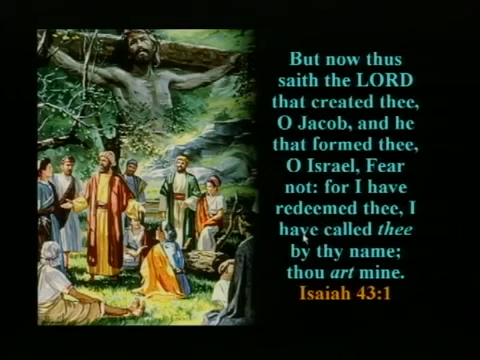 But now thus
saith the LORD
that created thee,
O Jacob, and he
that formed thee,
O Israel, Fear
not: for I have
redeemed thee, I
have called thee
by thy name;
thou art mine.
Isaiah 43:1